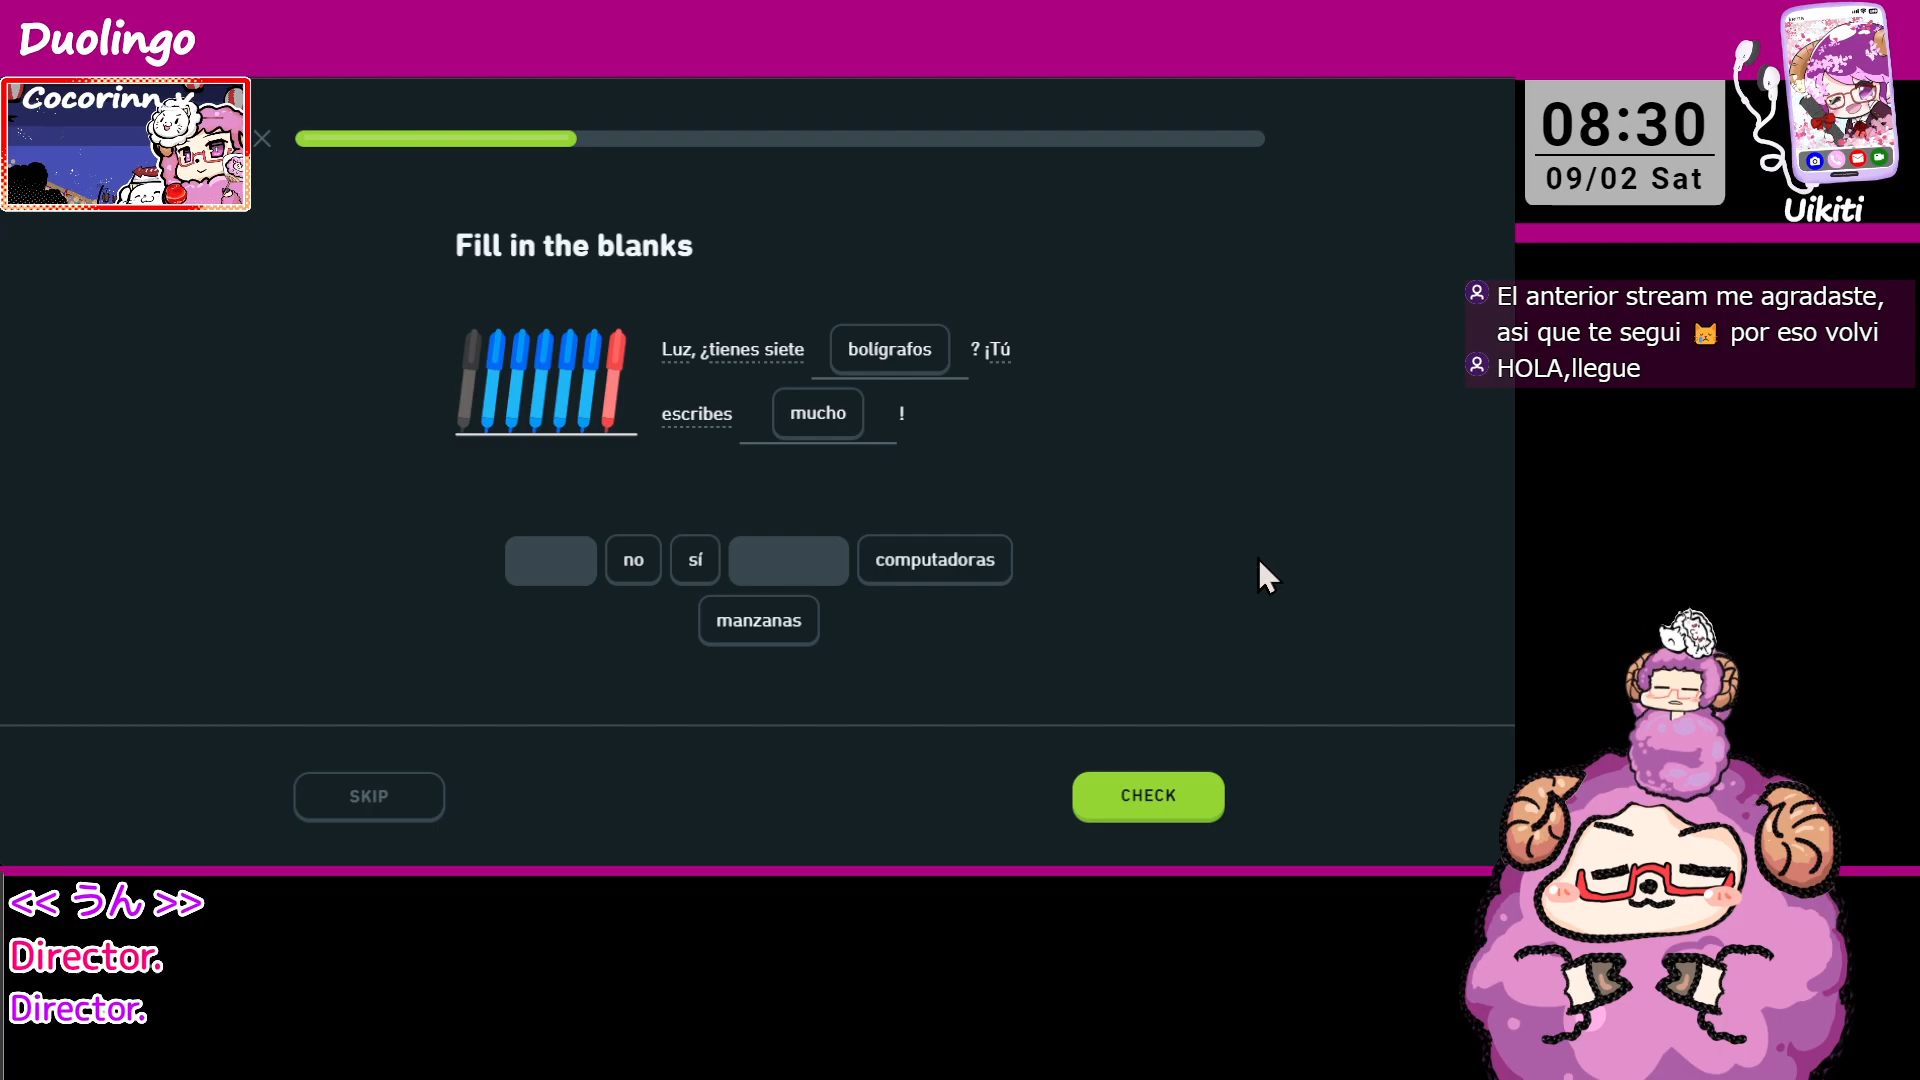 Duolingo
Cocorinn.v
08:30
09/02 Sat
Uikiti
Fill in the blanks
Luz, ¿tienes siete bolígrafos ? ¡Tú
escribes mucho !
no sí computadoras
manzanas
SKIP
CHECK
El anterior stream me agradaste,
asi que te segui 😿 por eso volvi
HOLA,llegue
<< うん >>
Director.
Director.